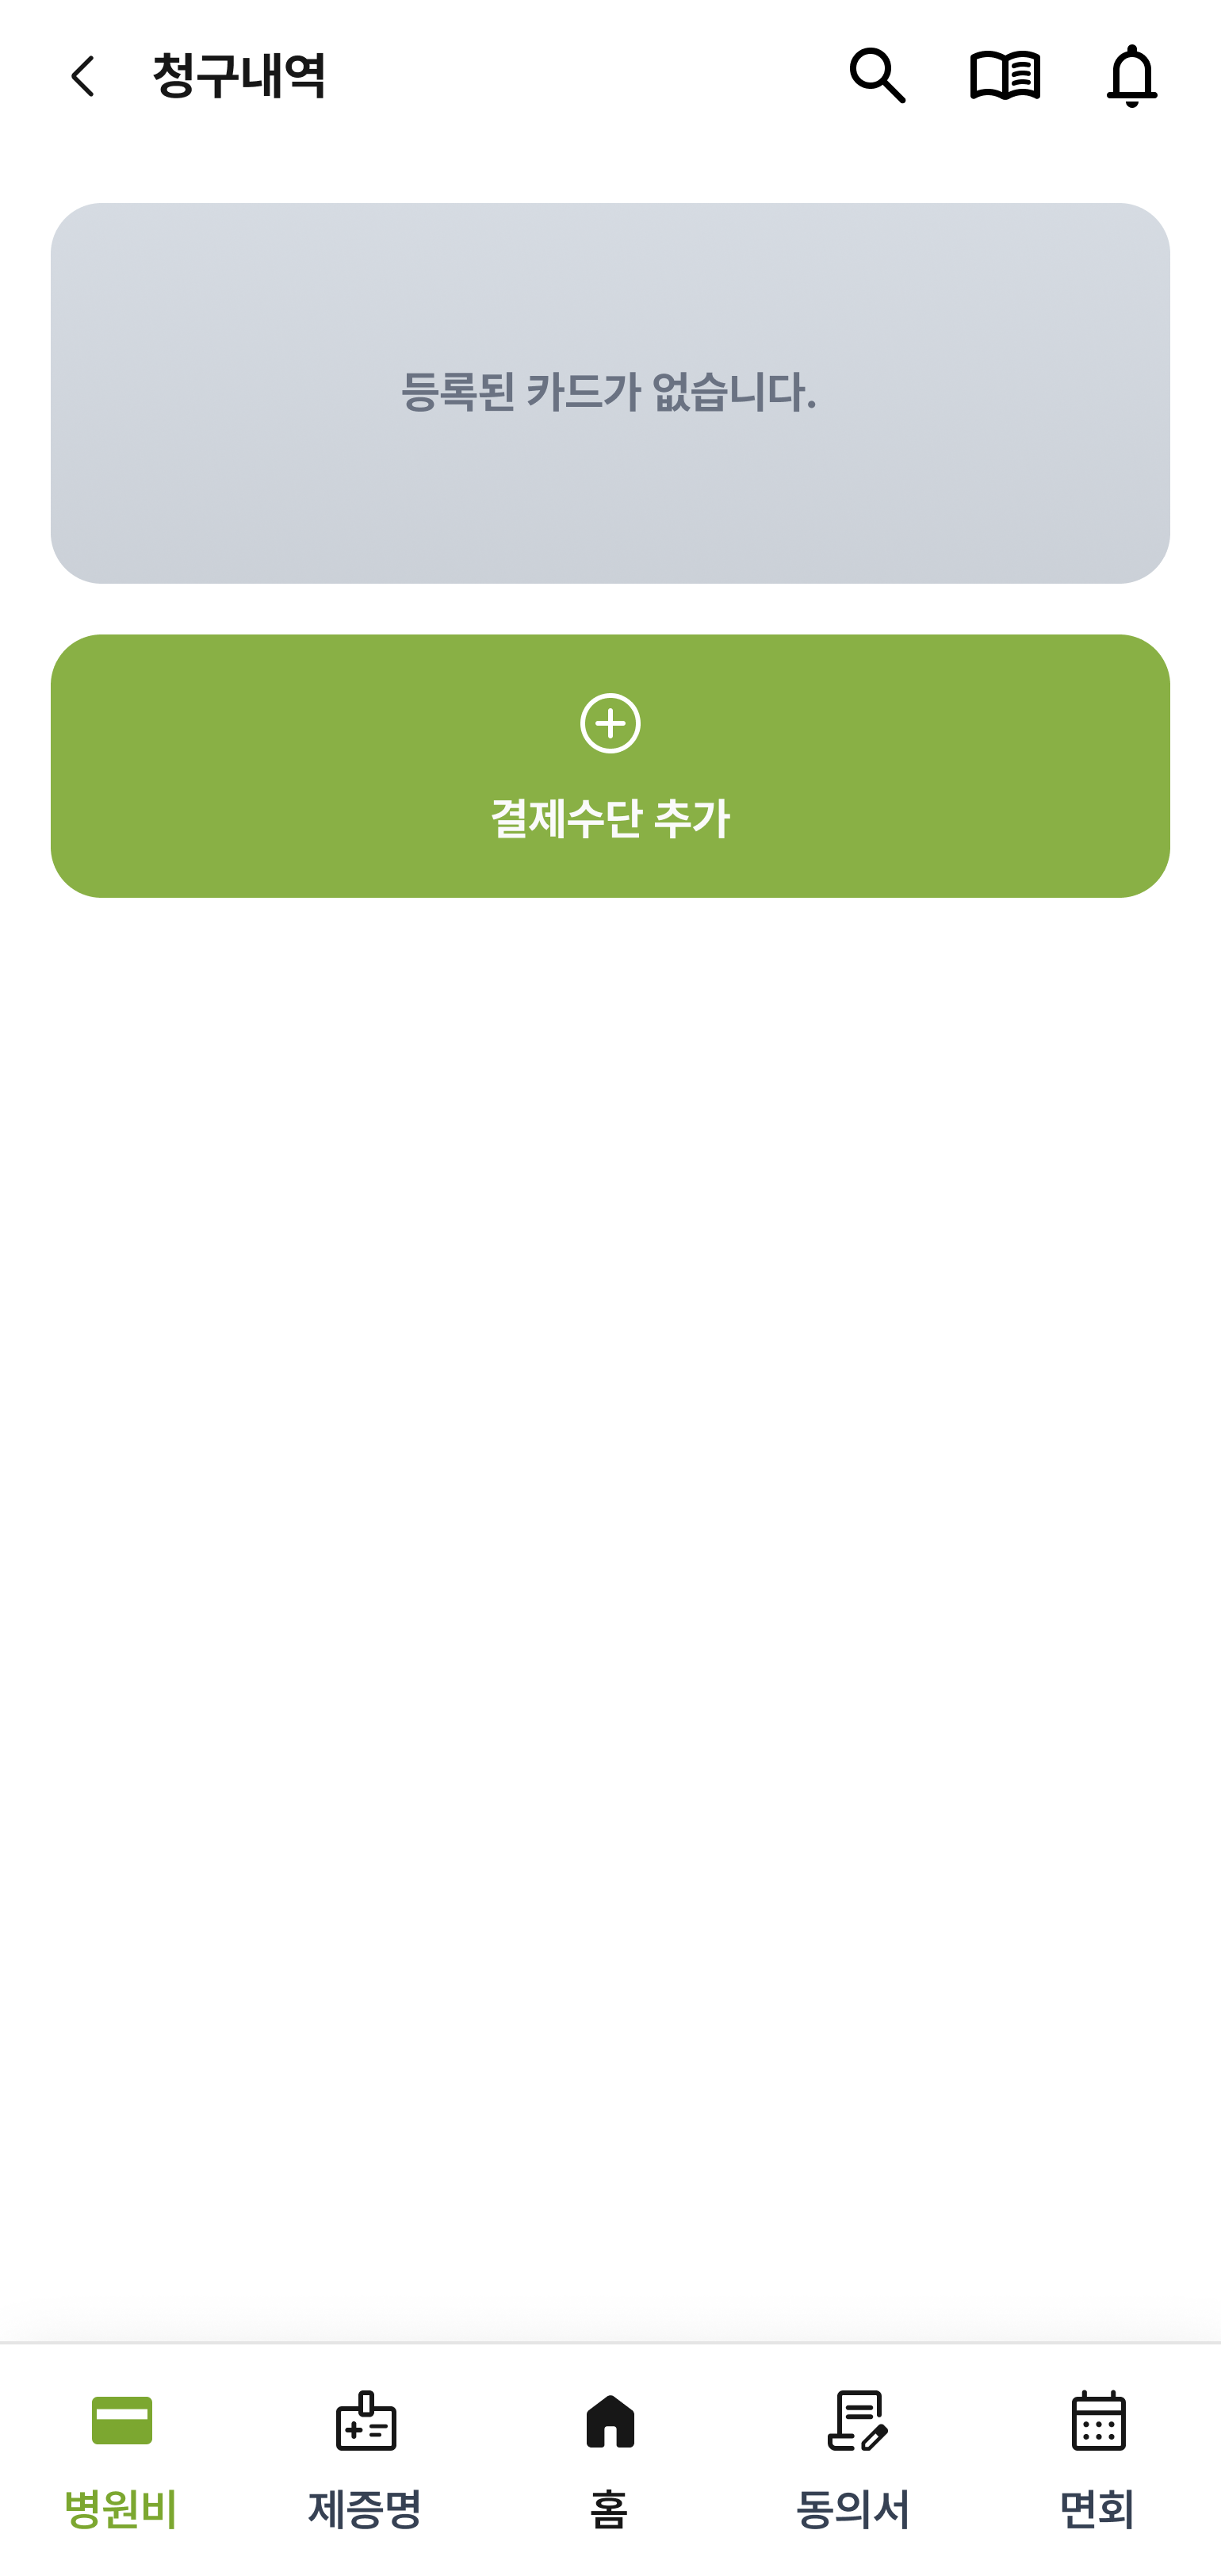 청구내역
등록된 카드가 없습니다.
결제수단 추가
병원비
제증명
홈
동의서
면회